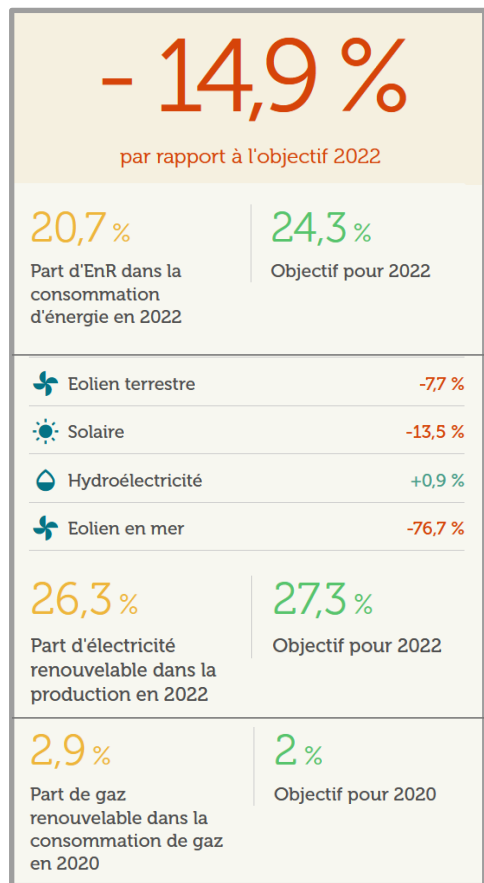 - 14,9 %
par rapport à l'objectif 2022
20,7 %
Part d'EnR dans la
consommation
d'énergie en 2022
24,3 %
Objectif pour 2022
Eolien terrestre -7,7 %
Solaire -13,5 %
Hydroélectricité +0,9 %
Eolien en mer -76,7 %
26,3 %
Part d'électricité
renouvelable dans la
production en 2022
27,3 %
Objectif pour 2022
2,9 %
Part de gaz
renouvelable dans la
consommation de gaz
en 2020
2 %
Objectif pour 2020